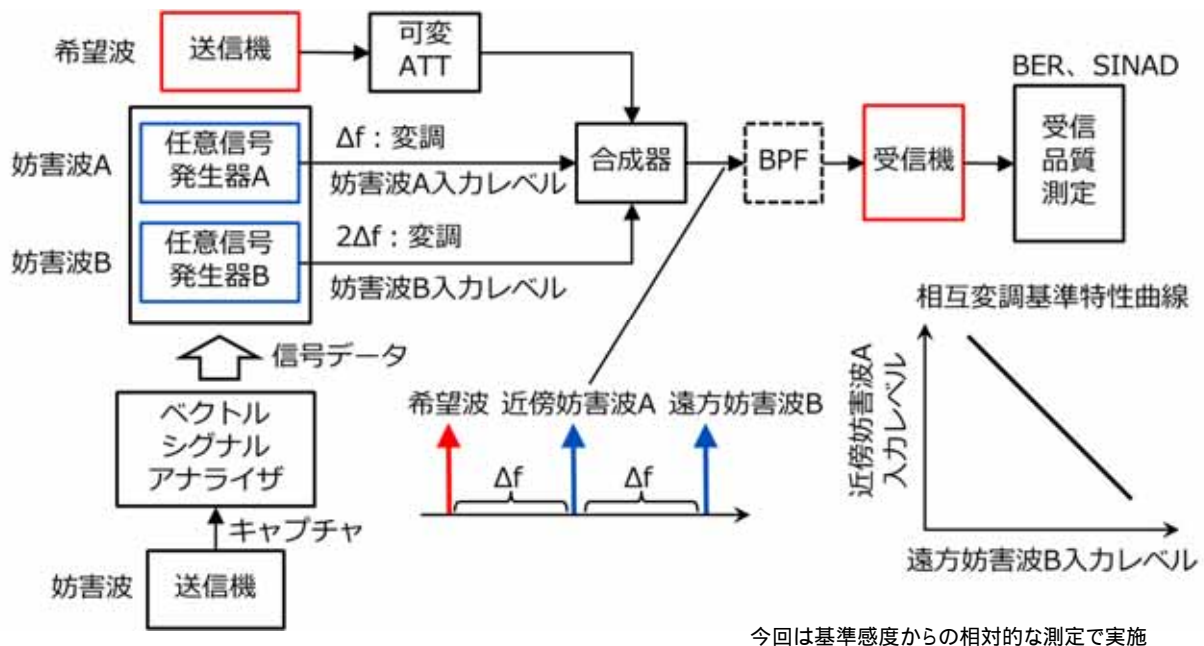 希望波
送信機
可変
ATT
BER、SINAD
妨害波A
任意信号
発生器A
Δf：変調
妨害波A入力レベル
合成器
BPF
受信機
受信
品質
測定
妨害波B
任意信号
発生器B
2Δf：変調
妨害波B入力レベル
信号データ
ベクトル
シグナル
アナライザ
キャプチャ
妨害波
送信機
希望波 近傍妨害波A 遠方妨害波B
Δf Δf
相互変調基準特性曲線
近傍妨害波A
入力レベル
遠方妨害波B入力レベル
今回は基準感度からの相対的な測定で実施